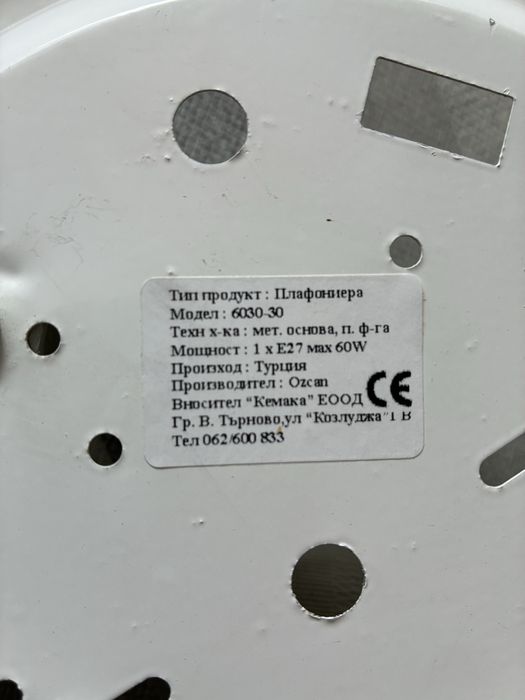 Тип продукт : Плафониера
Модел : 6030-30
Техн х-ка : мет. основа, п. ф-га
Мощност : 1 x E27 мах 60W
Произход : Турция
Производител : Ozcan
Вносител "Кемака" ЕООД
CE
Гр. В. Търново,ул "Козлуджа"1 В
Тел 062/600 833